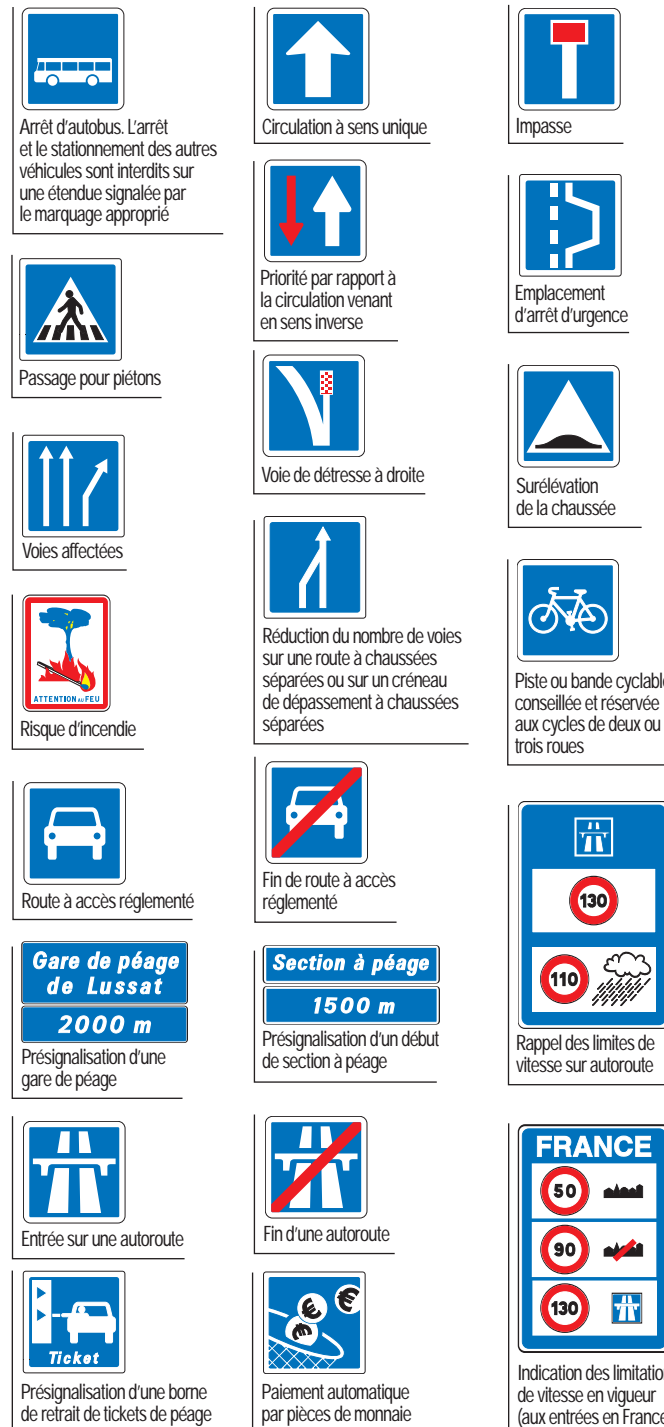 Arrêt d'autobus. L'arrêt
et le stationnement des autres
véhicules sont interdits sur
une étendue signalée par
le marquage approprié
Passage pour piétons
Voies affectées
ATTENTION AU FEU
Risque d'incendie
Route à accès réglementé
Gare de péage
de Lussat
2000 m
Présignalisation d'une
gare de péage
Entrée sur une autoroute
Ticket
Présignalisation d'une borne
de retrait de tickets de péage
Circulation à sens unique
Priorité par rapport à
la circulation venant
en sens inverse
Voie de détresse à droite
Réduction du nombre de voies
sur une route à chaussées
séparées ou sur un créneau
de dépassement à chaussées
séparées
Fin de route à accès
réglementé
Section à péage
1500 m
Présignalisation d'un début
de section à péage
Fin d'une autoroute
€
€
€
Paiement automatique
par pièces de monnaie
Impasse
Emplacement
d'arrêt d'urgence
Surélévation
de la chaussée
Piste ou bande cyclable
conseillée et réservée
aux cycles de deux ou
trois roues
130
110
Rappel des limites de
vitesse sur autoroute
FRANCE
50
90
130
Indication des limitation
de vitesse en vigueur
(aux entrées en France